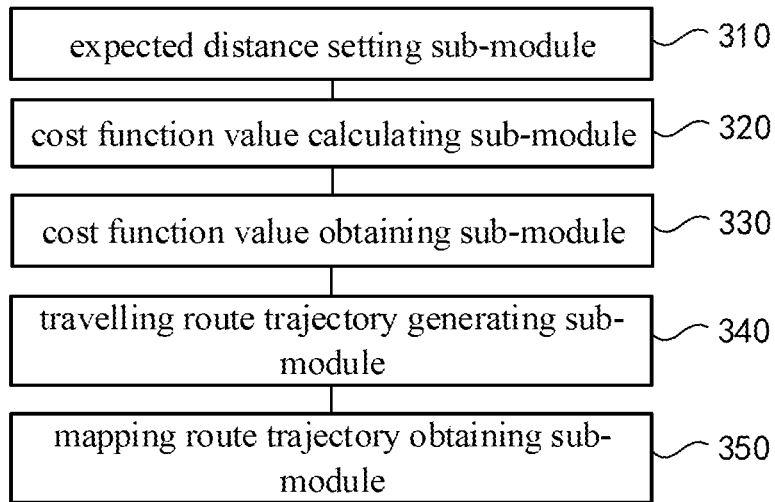 expected distance setting sub-module
310
cost function value calculating sub-module
320
cost function value obtaining sub-module
330
travelling route trajectory generating sub-
module
340
mapping route trajectory obtaining sub-
module
350